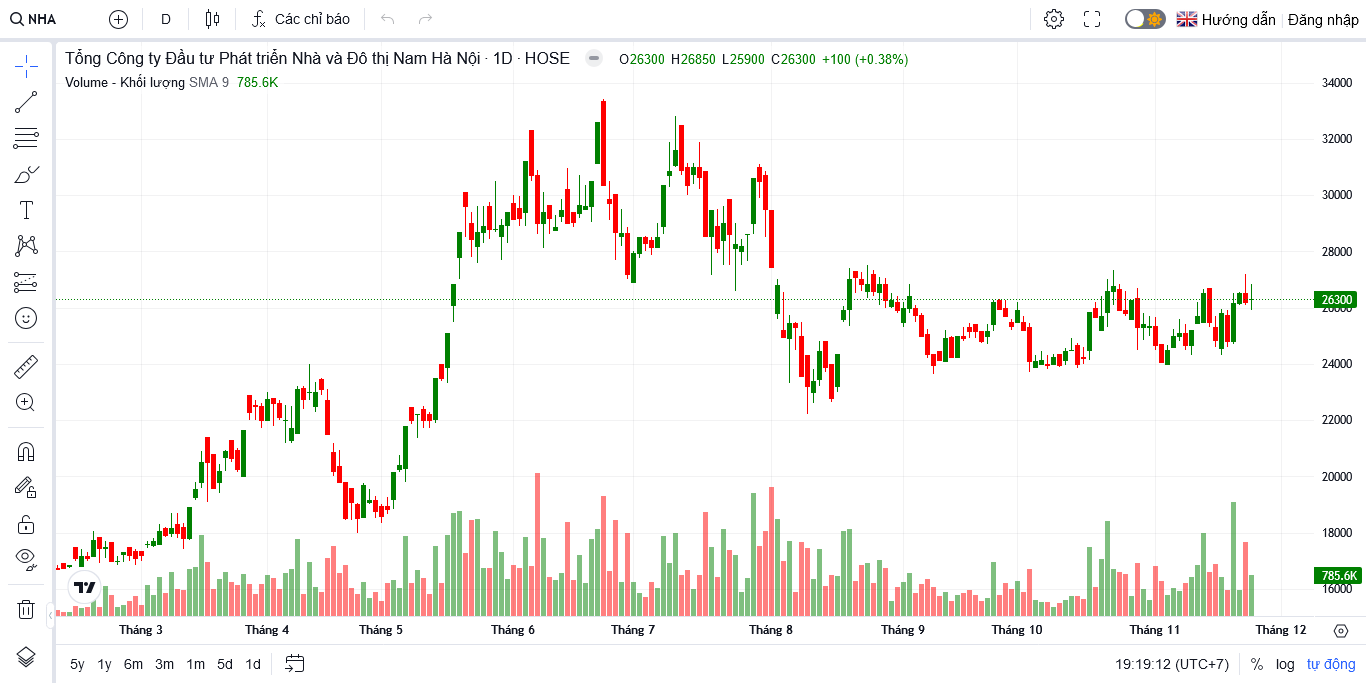 NHA D Các chỉ báo Hướng dẫn Đăng nhập
Tổng Công ty Đầu tư Phát triển Nhà và Đô thị Nam Hà Nội · 1D · HOSE O26300 H26850 L25900 C26300 +100 (+0.38%)
Volume - Khối lượng SMA 9 785.6K
34000
32000
30000
28000
26300
26000
24000
22000
20000
18000
785.6K
16000
Tháng 3 Tháng 4 Tháng 5 Tháng 6 Tháng 7 Tháng 8 Tháng 9 Tháng 10 Tháng 11 Tháng 12
5y 1y 6m 3m 1m 5d 1d 19:19:12 (UTC+7) % log tự động